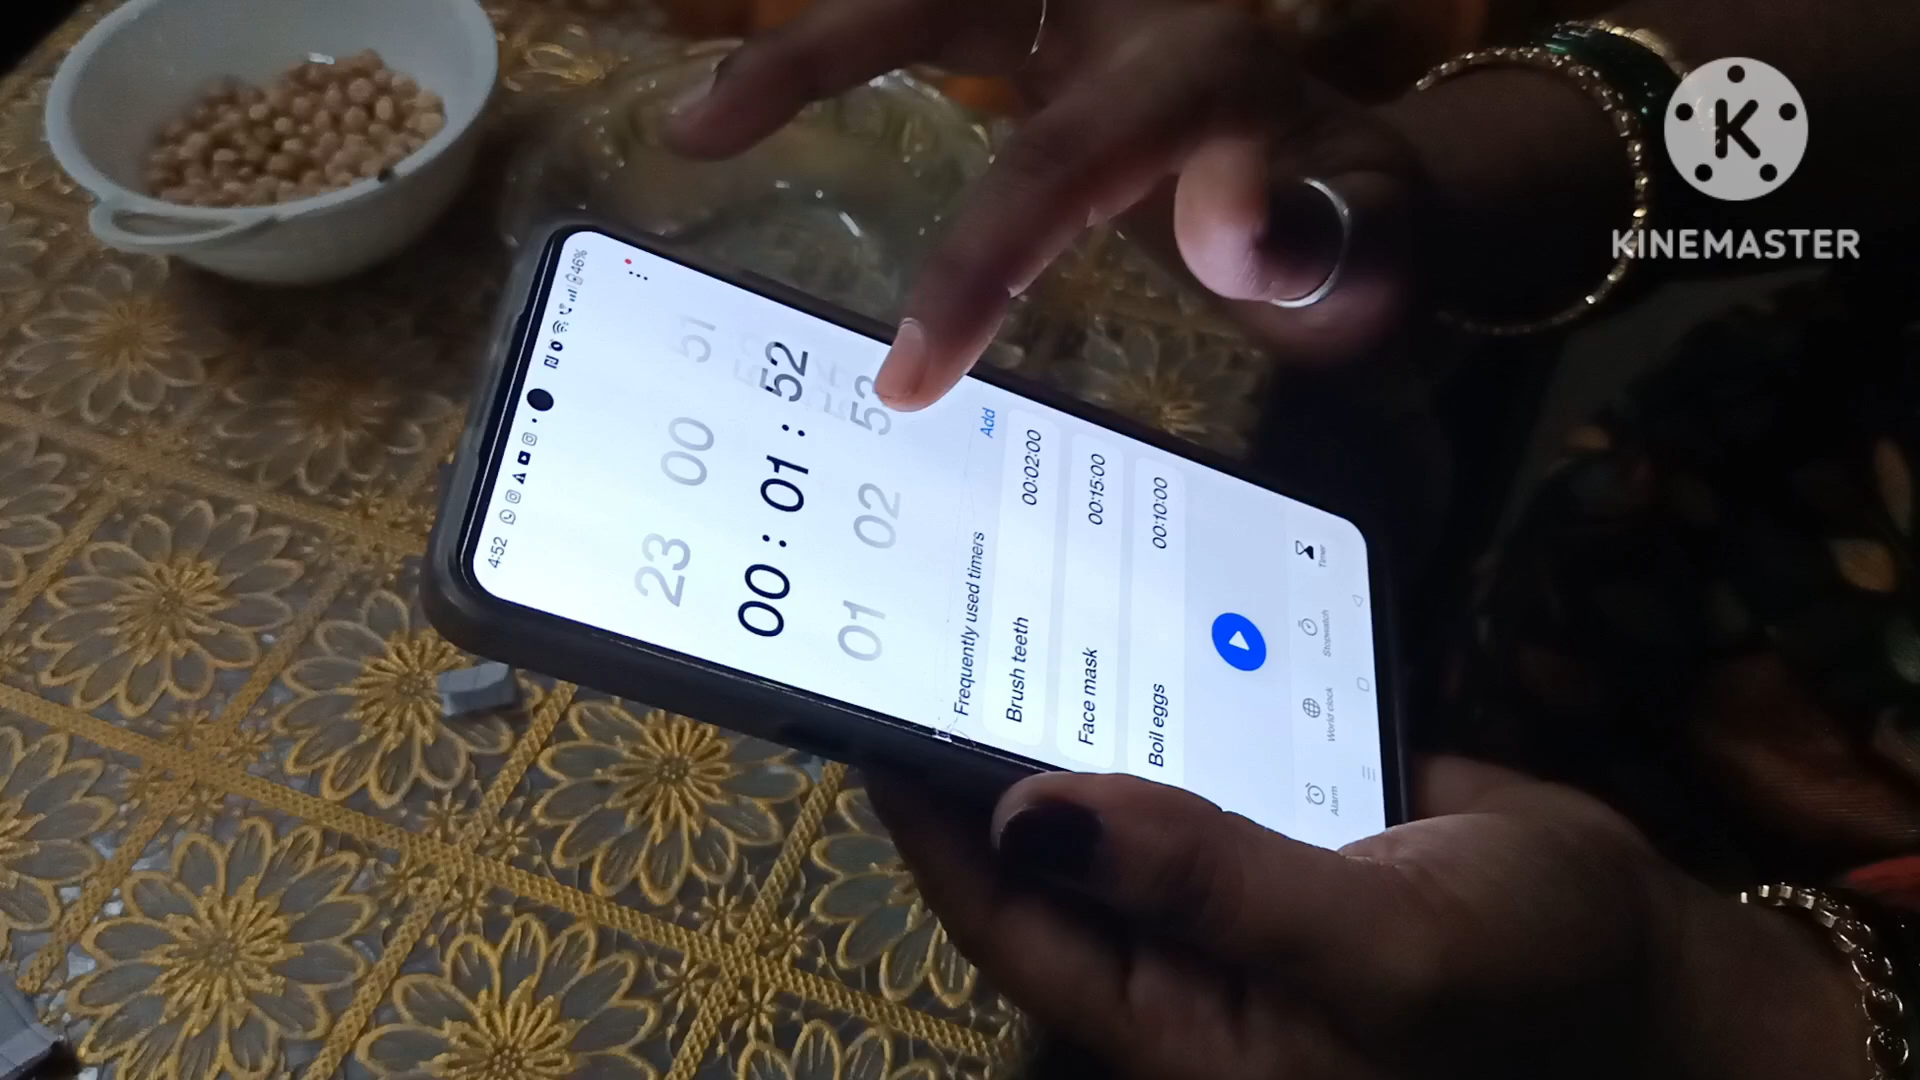 4:52
46%
23 00 51
00 : 01 : 52
01 02 53
Frequently used timers
Add
Brush teeth 00:02:00
Face mask 00:15:00
Boil eggs 00:10:00
Alarm
World clock
Stopwatch
Timer
K
KINEMASTER